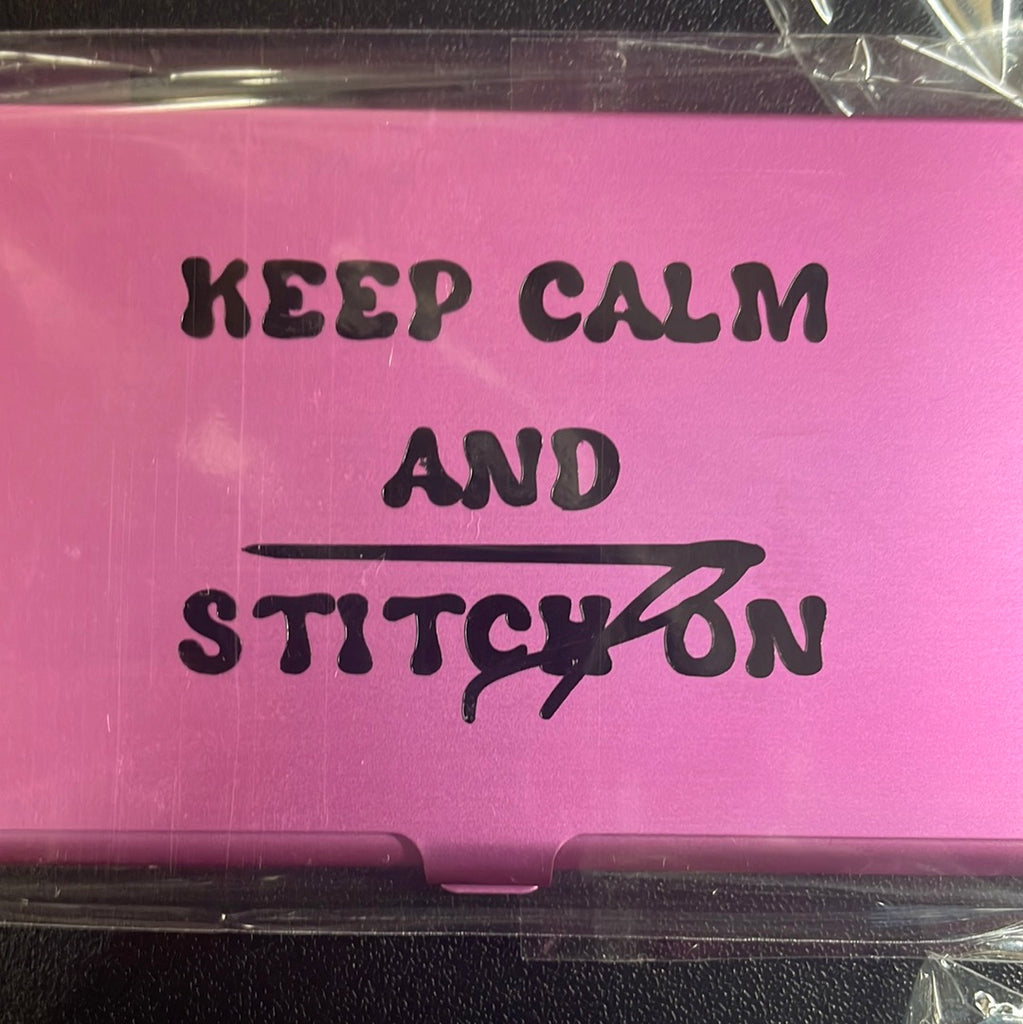 KEEP CALM
AND
STITCH ON